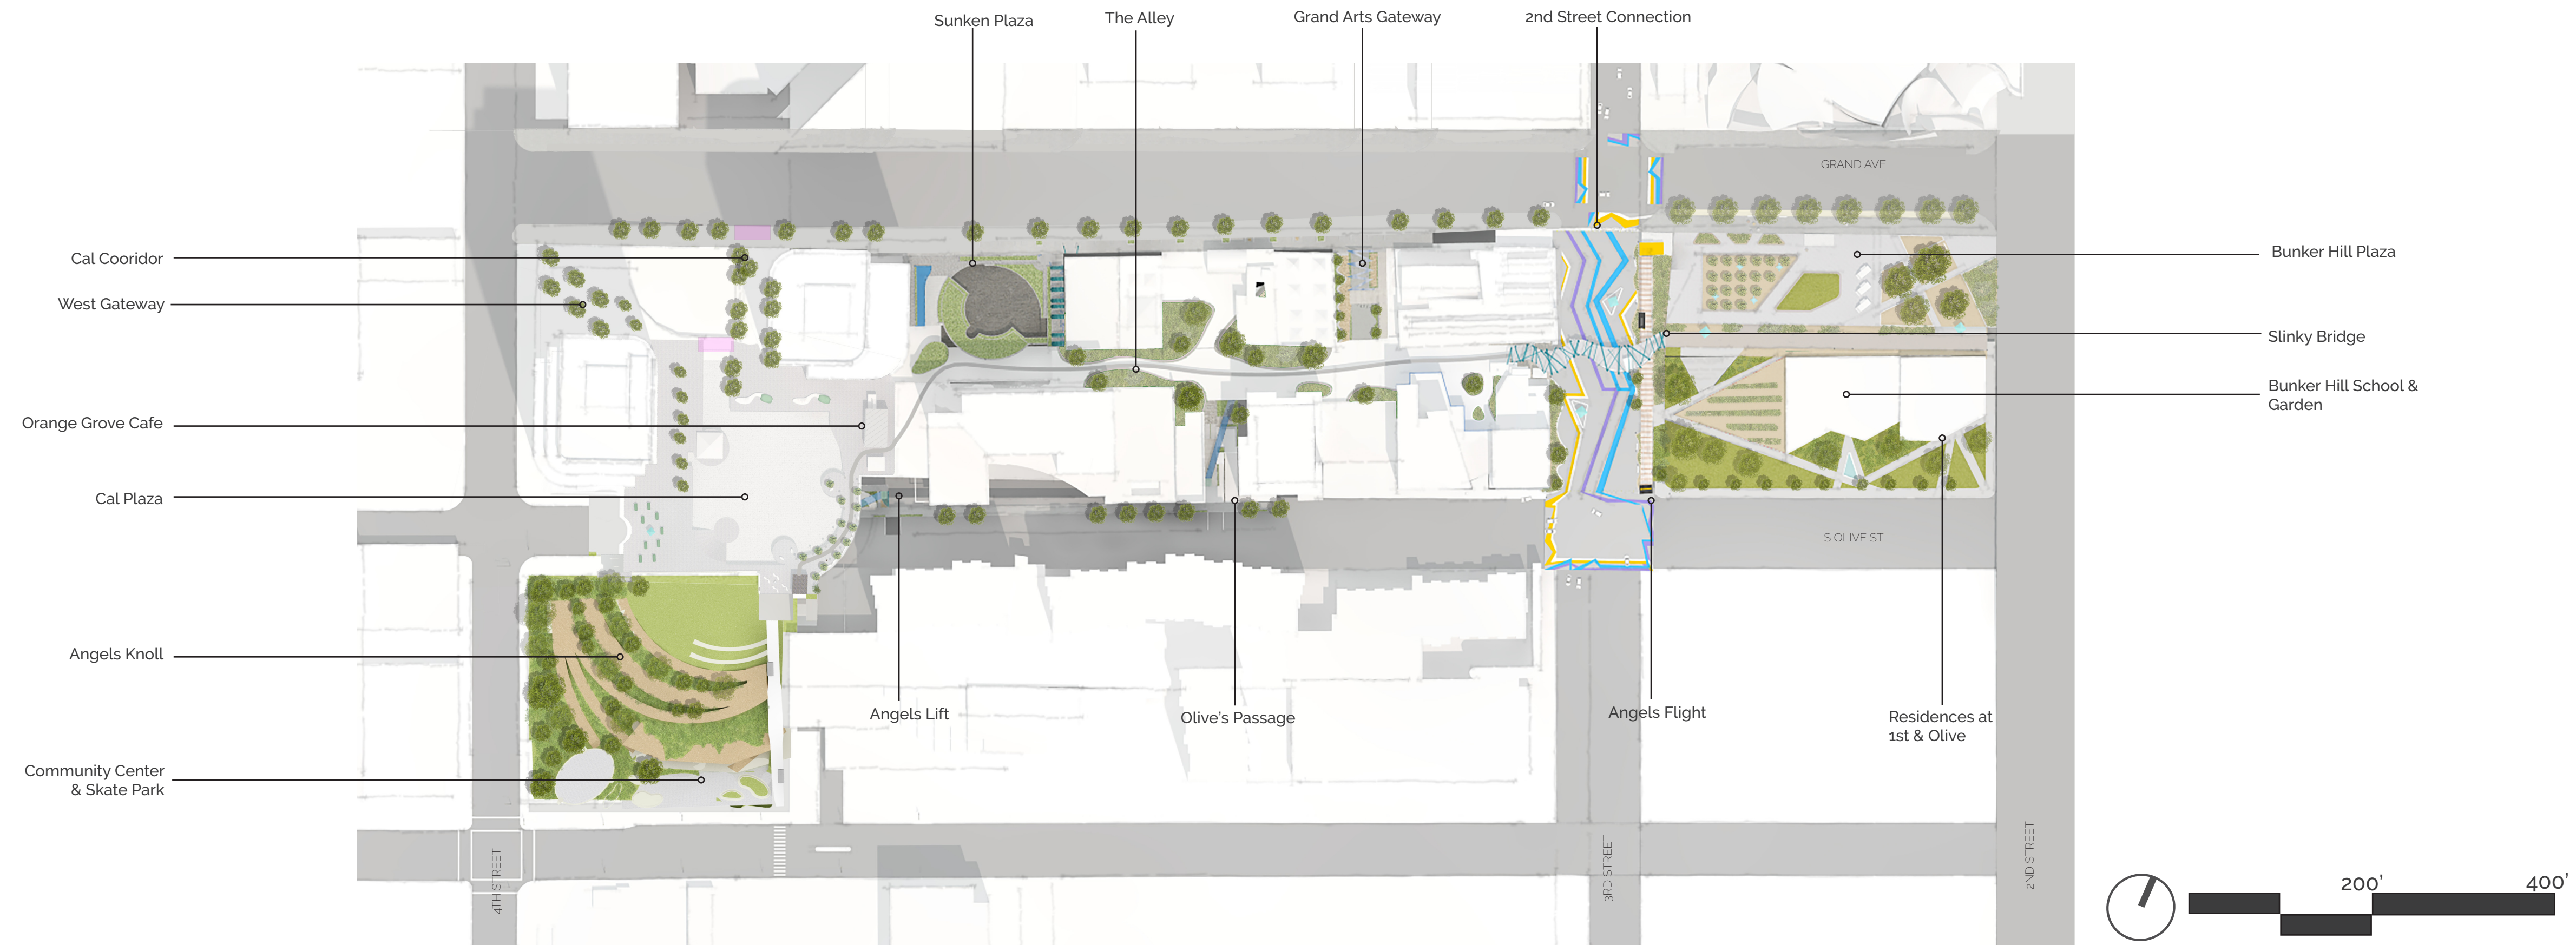 Sunken Plaza
The Alley
Grand Arts Gateway
2nd Street Connection
GRAND AVE
Cal Cooridor
West Gateway
Orange Grove Cafe
Cal Plaza
Angels Knoll
Community Center
& Skate Park
Bunker Hill Plaza
Slinky Bridge
Bunker Hill School &
Garden
S OLIVE ST
Angels Lift
Olive's Passage
Angels Flight
Residences at
1st & Olive
4TH STREET
3RD STREET
2ND STREET
200'
400'